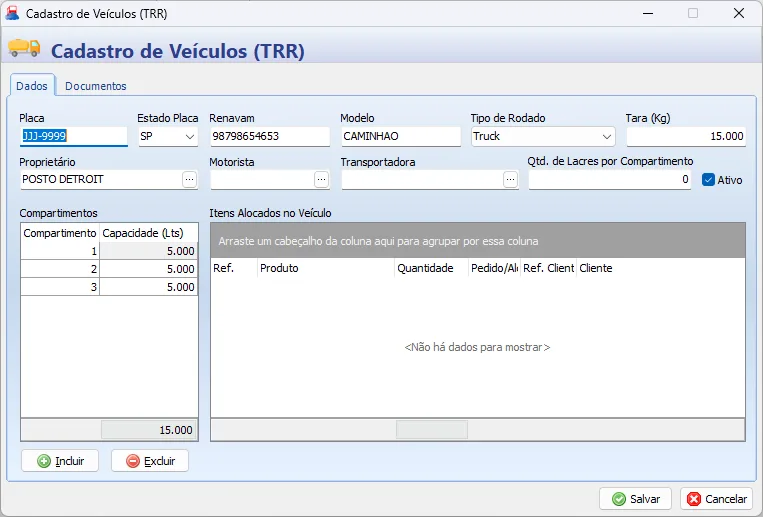 Cadastro de Veículos (TRR)
Cadastro de Veículos (TRR)
Dados Documentos
Placa Estado Placa Renavam Modelo Tipo de Rodado Tara (Kg)
JJJ-9999 SP 98798654653 CAMINHAO Truck 15.000
Proprietário Motorista Transportadora Qtd. de Lacres por Compartimento
POSTO DETROIT ... ... ... 0 Ativo
Compartimentos Itens Alocados no Veículo
Compartimento Capacidade (Lts) Arraste um cabeçalho da coluna aqui para agrupar por essa coluna
1 5.000
2 5.000 Ref. Produto Quantidade Pedido/Al Ref. Client Cliente
3 5.000
<Não há dados para mostrar>
15.000
Incluir Excluir
Salvar Cancelar